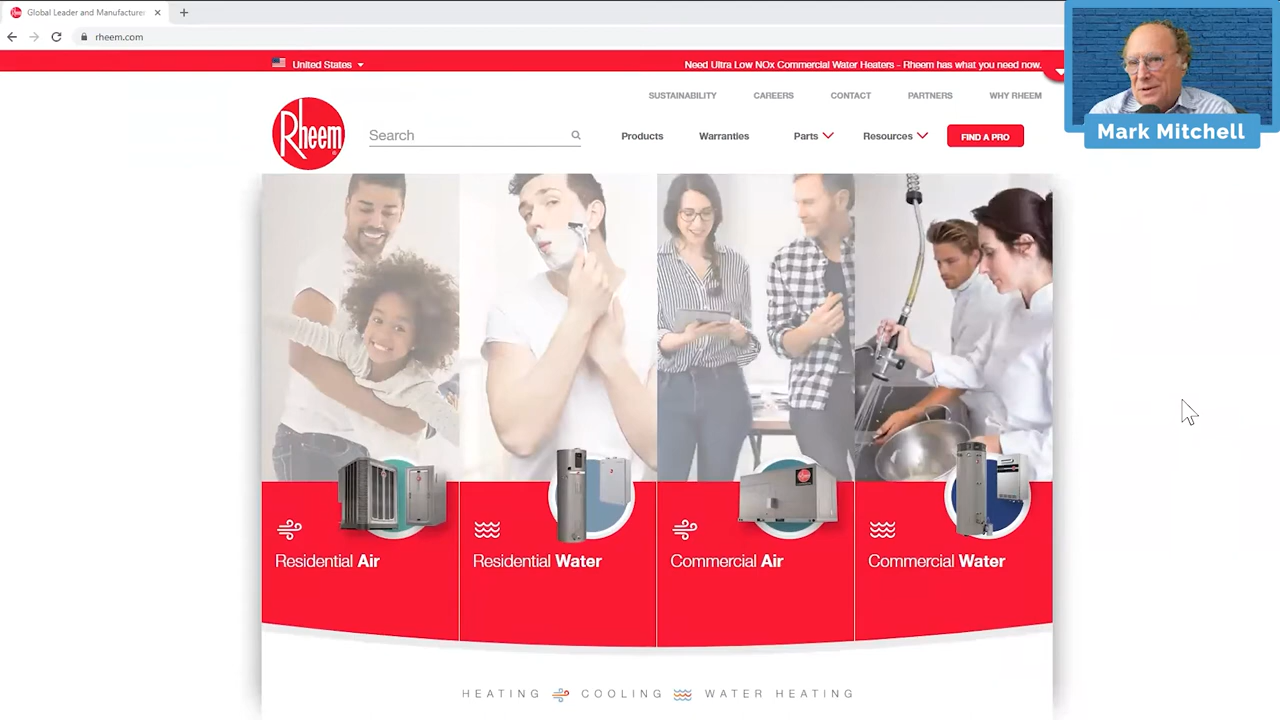 Global Leader and Manufacturer
rheem.com
United States
Need Ultra Low NOx Commercial Water Heaters - Rheem has what you need now.
Mark Mitchell
SUSTAINABILITY CAREERS CONTACT PARTNERS WHY RHEEM
Rheem
Search
Products Warranties Parts Resources FIND A PRO
Residential Air
Residential Water
Commercial Air
Commercial Water
HEATING COOLING WATER HEATING